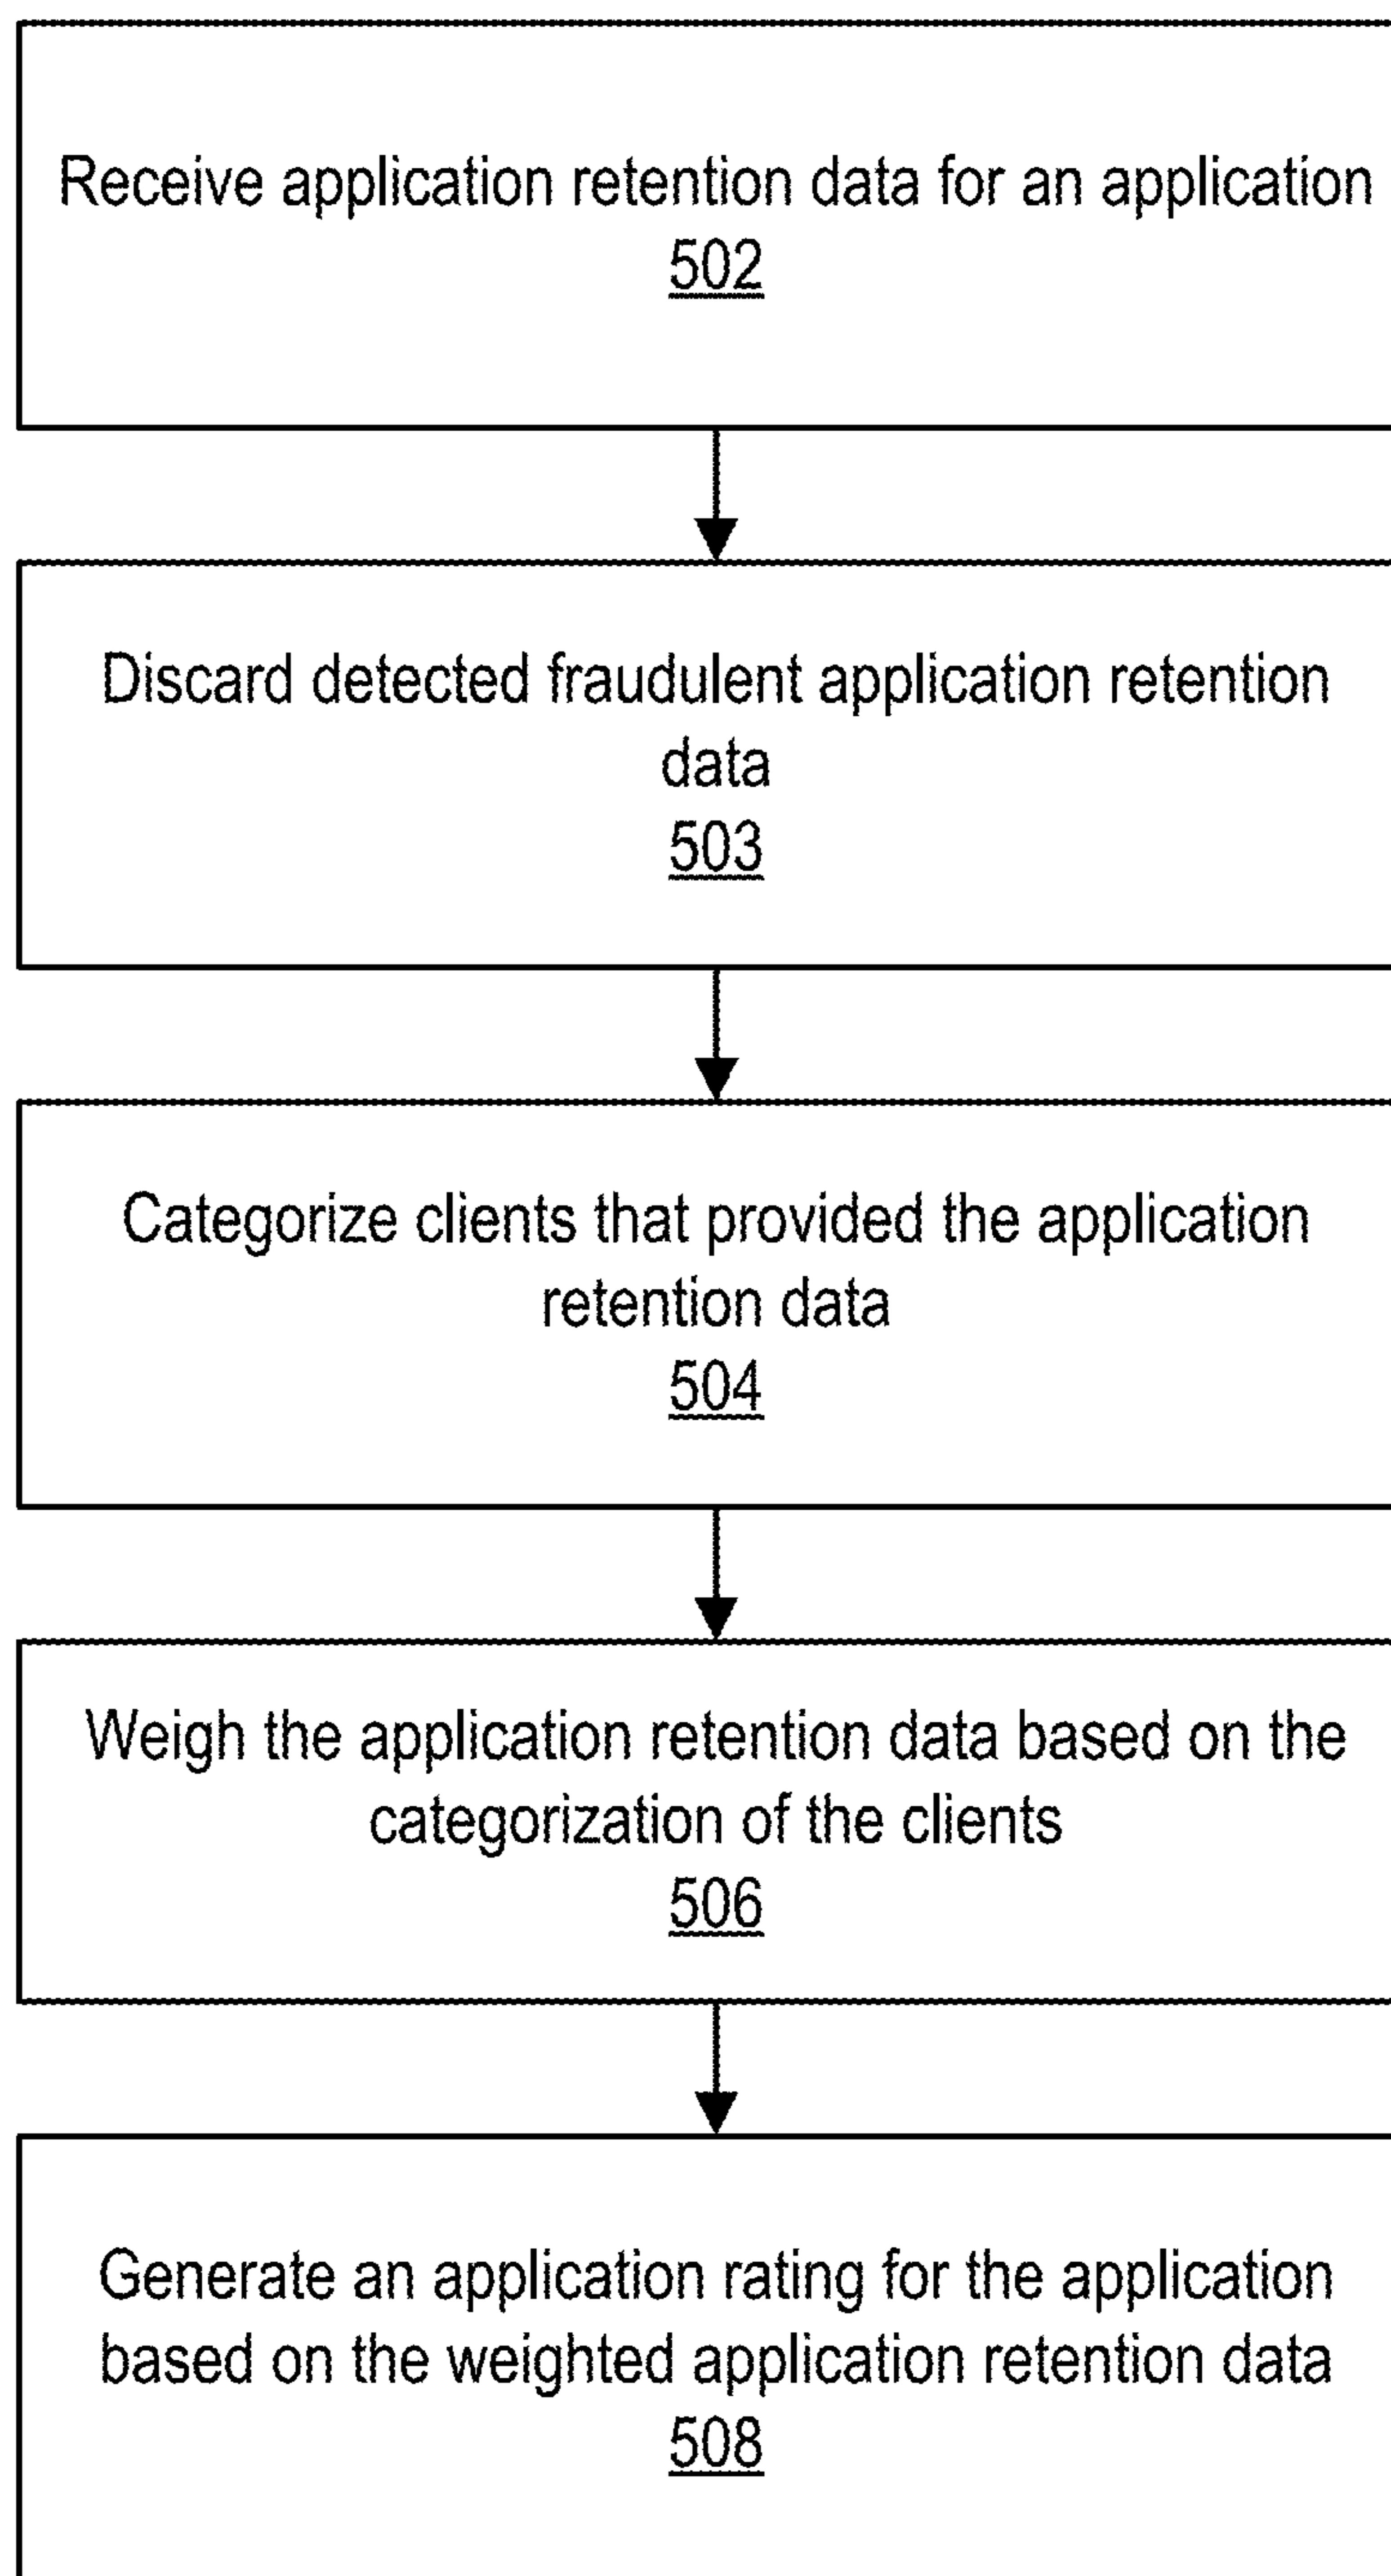 Receive application retention data for an application
502
Discard detected fraudulent application retention
data
503
Categorize clients that provided the application
retention data
504
Weigh the application retention data based on the
categorization of the clients
506
Generate an application rating for the application
based on the weighted application retention data
508